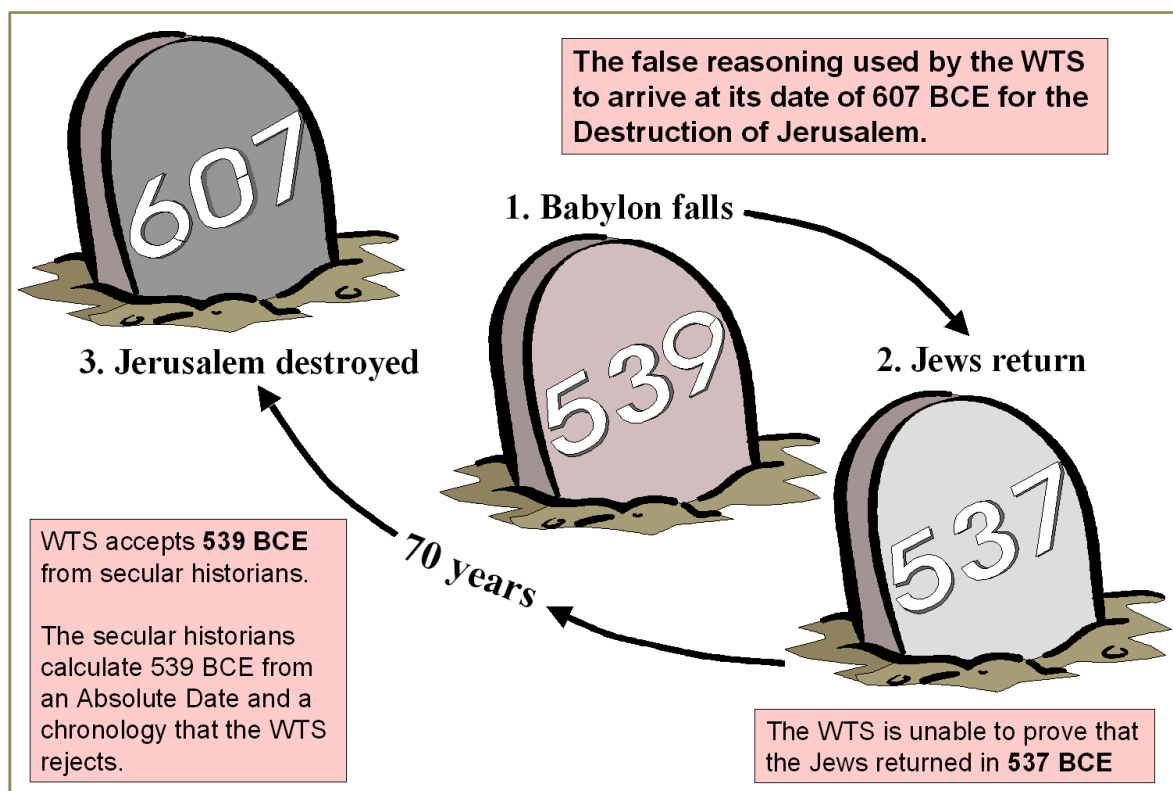 The false reasoning used by the WTS
to arrive at its date of 607 BCE for the
Destruction of Jerusalem.
607
1. Babylon falls
539
2. Jews return
537
3. Jerusalem destroyed
70 years
WTS accepts 539 BCE
from secular historians.
The secular historians
calculate 539 BCE from
an Absolute Date and a
chronology that the WTS
rejects.
The WTS is unable to prove that
the Jews returned in 537 BCE